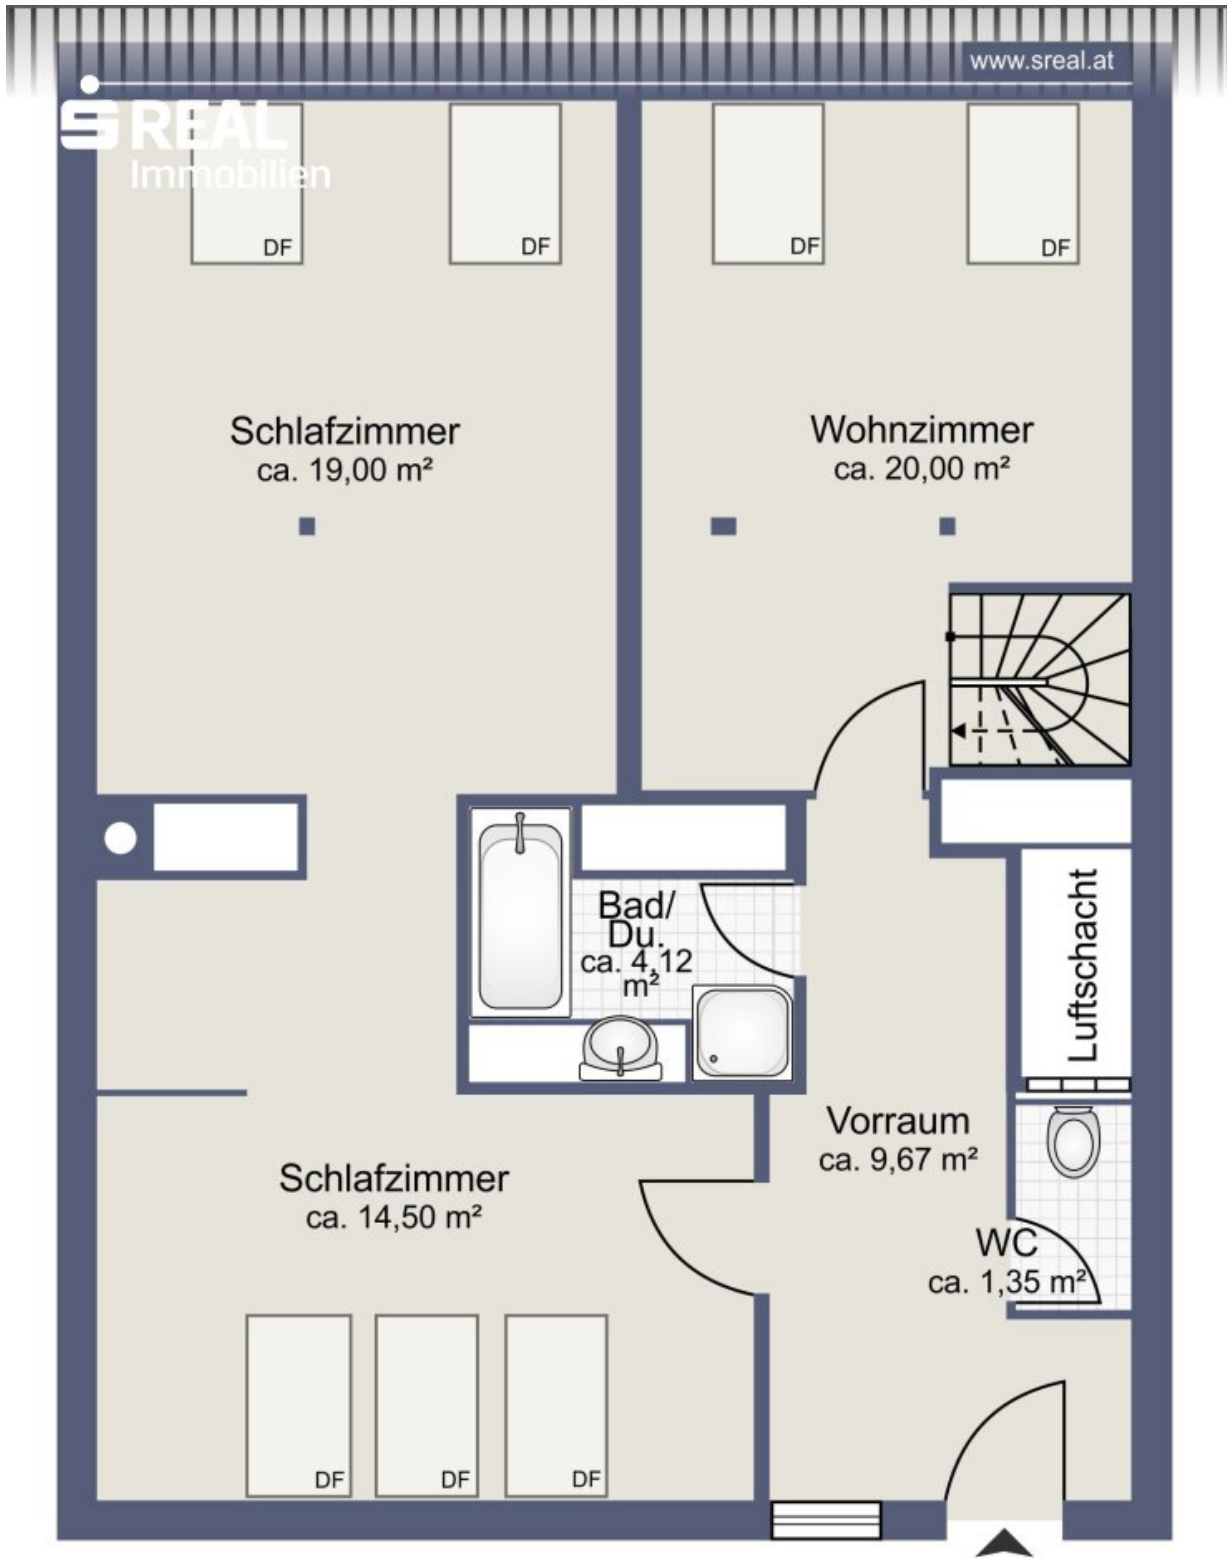 www.sreal.at
S REAL
Immobilien
DF
DF
DF
DF
Schlafzimmer
ca. 19,00 m²
Wohnzimmer
ca. 20,00 m²
Bad/
Du.
ca. 4,12
m²
Luftschacht
Vorraum
ca. 9,67 m²
Schlafzimmer
ca. 14,50 m²
WC
ca. 1,35 m²
DF
DF
DF